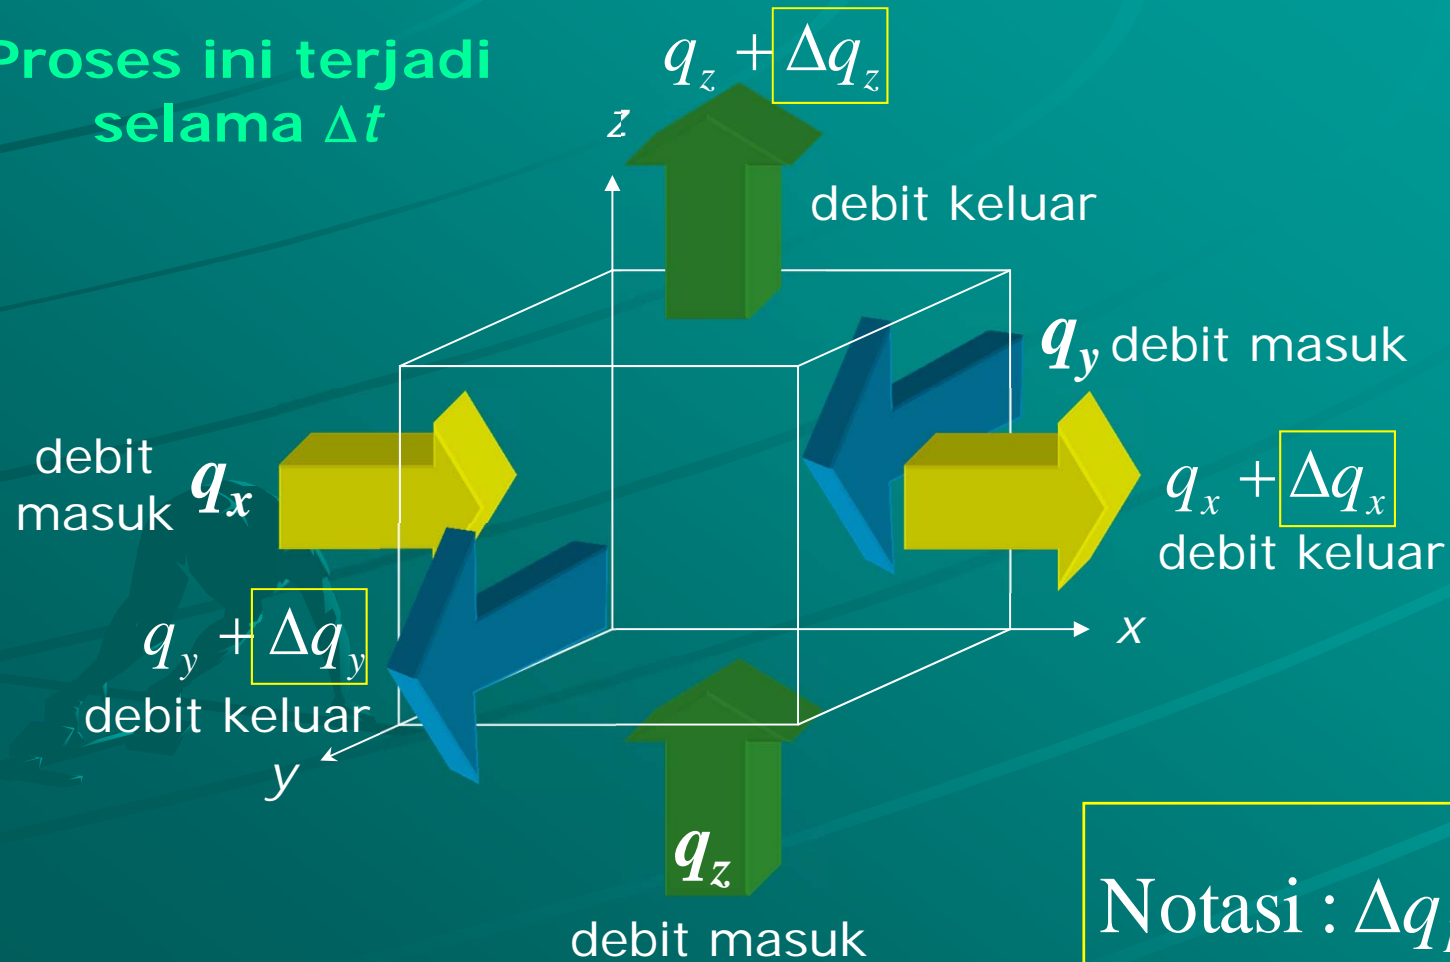 Proses ini terjadi
selama Δt
q_z + Δq_z
z
debit keluar
q_y debit masuk
debit
masuk q_x
q_x + Δq_x
debit keluar
q_y + Δq_y
debit keluar
x
y
q_z
debit masuk
Notasi : Δq